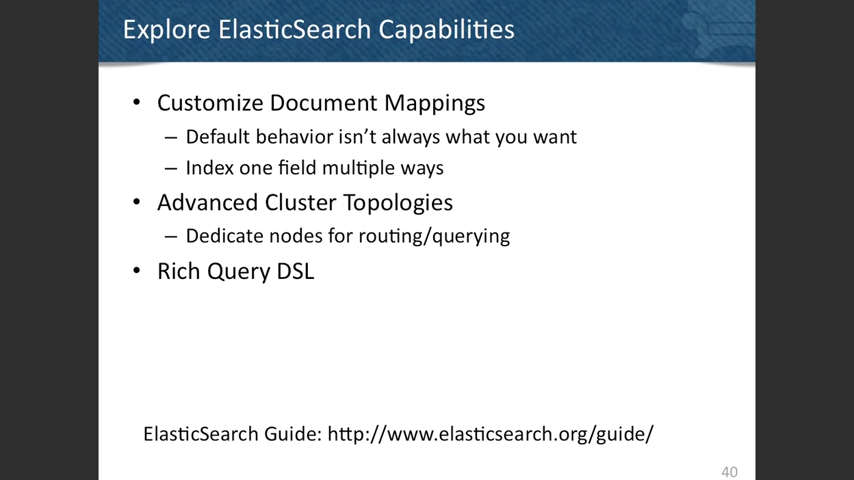 Explore ElasticSearch Capabilities
• Customize Document Mappings
– Default behavior isn't always what you want
– Index one field multiple ways
• Advanced Cluster Topologies
– Dedicate nodes for routing/querying
• Rich Query DSL
ElasticSearch Guide: http://www.elasticsearch.org/guide/
40